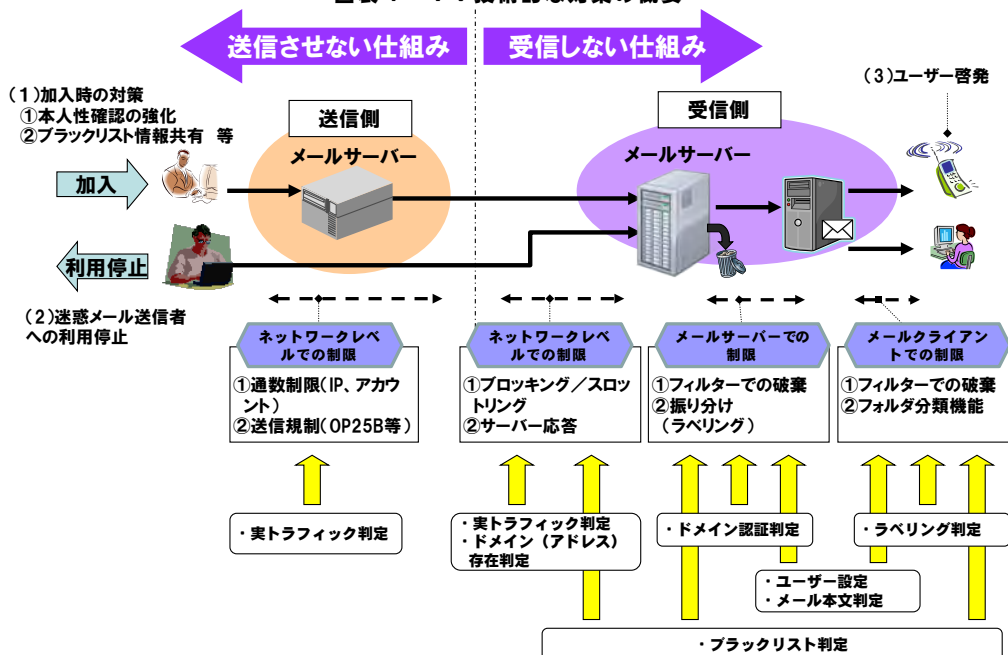 送信させない仕組み
受信しない仕組み
(1)加入時の対策
①本人性確認の強化
②ブラックリスト情報共有 等
(3)ユーザー啓発
送信側
受信側
メールサーバー
メールサーバー
加入
利用停止
(2)迷惑メール送信者
への利用停止
ネットワークレベ
ルでの制限
①通数制限(IP、アカウ
ント)
②送信規制(OP25B等)
ネットワークレベ
ルでの制限
①ブロッキング/スロッ
トリング
②サーバー応答
メールサーバーでの
制限
①フィルターでの破棄
②振り分け
(ラベリング)
メールクライアン
トでの制限
①フィルターでの破棄
②フォルダ分類機能
・実トラフィック判定
・実トラフィック判定
・ドメイン(アドレス)
存在判定
・ドメイン認証判定
・ラベリング判定
・ユーザー設定
・メール本文判定
・ブラックリスト判定